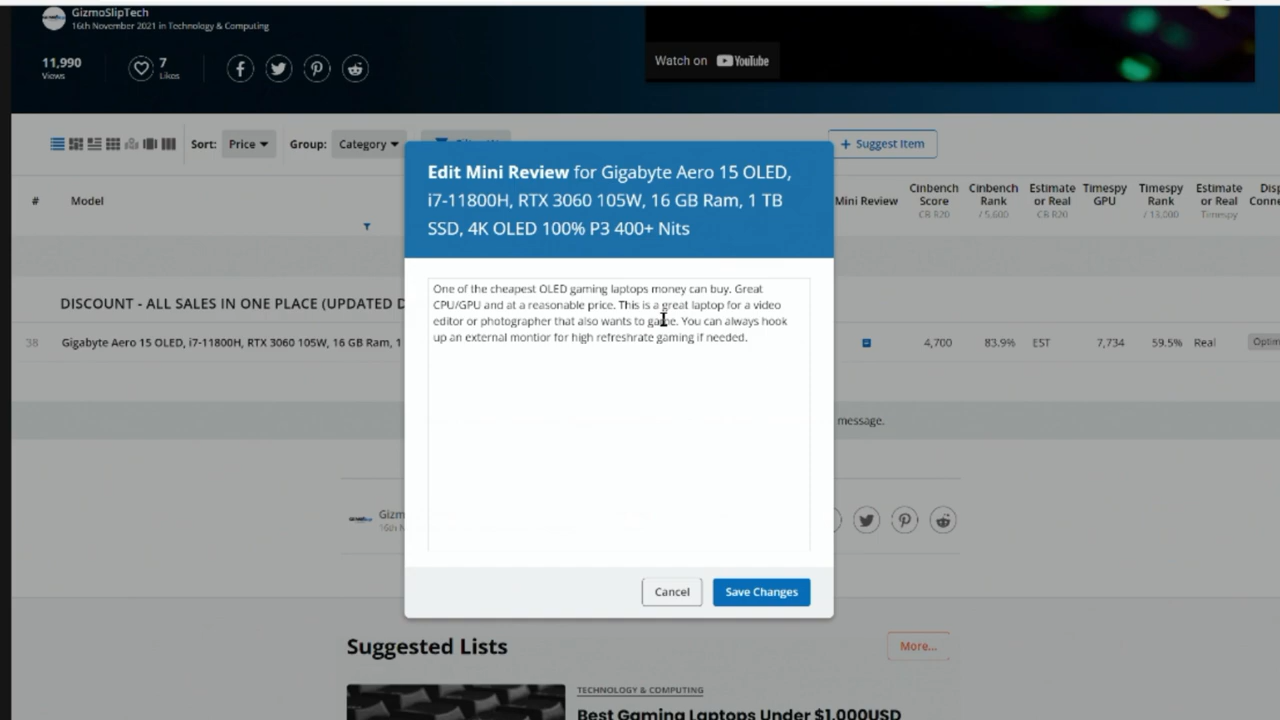 GizmoSlipTech
16th November 2021 in Technology & Computing
11,990
Views
7
Likes
Watch on YouTube
Sort: Price Group: Category
+ Suggest Item
# Model
Mini Review
Cinbench Score CB R20
Cinbench Rank / 5,600
Estimate or Real CB R20
Timespy GPU
Timespy Rank / 13,000
Estimate or Real Timespy
Edit Mini Review for Gigabyte Aero 15 OLED,
i7-11800H, RTX 3060 105W, 16 GB Ram, 1 TB
SSD, 4K OLED 100% P3 400+ Nits
One of the cheapest OLED gaming laptops money can buy. Great
CPU/GPU and at a reasonable price. This is a great laptop for a video
editor or photographer that also wants to game. You can always hook
up an external montior for high refreshrate gaming if needed.
DISCOUNT - ALL SALES IN ONE PLACE (UPDATED D
38 Gigabyte Aero 15 OLED, i7-11800H, RTX 3060 105W, 16 GB Ram, 1
4,700 83.9% EST 7,734 59.5% Real Optim
message.
Gizm
16th N
Cancel Save Changes
Suggested Lists
More...
TECHNOLOGY & COMPUTING
Best Gaming Laptops Under $1,000USD